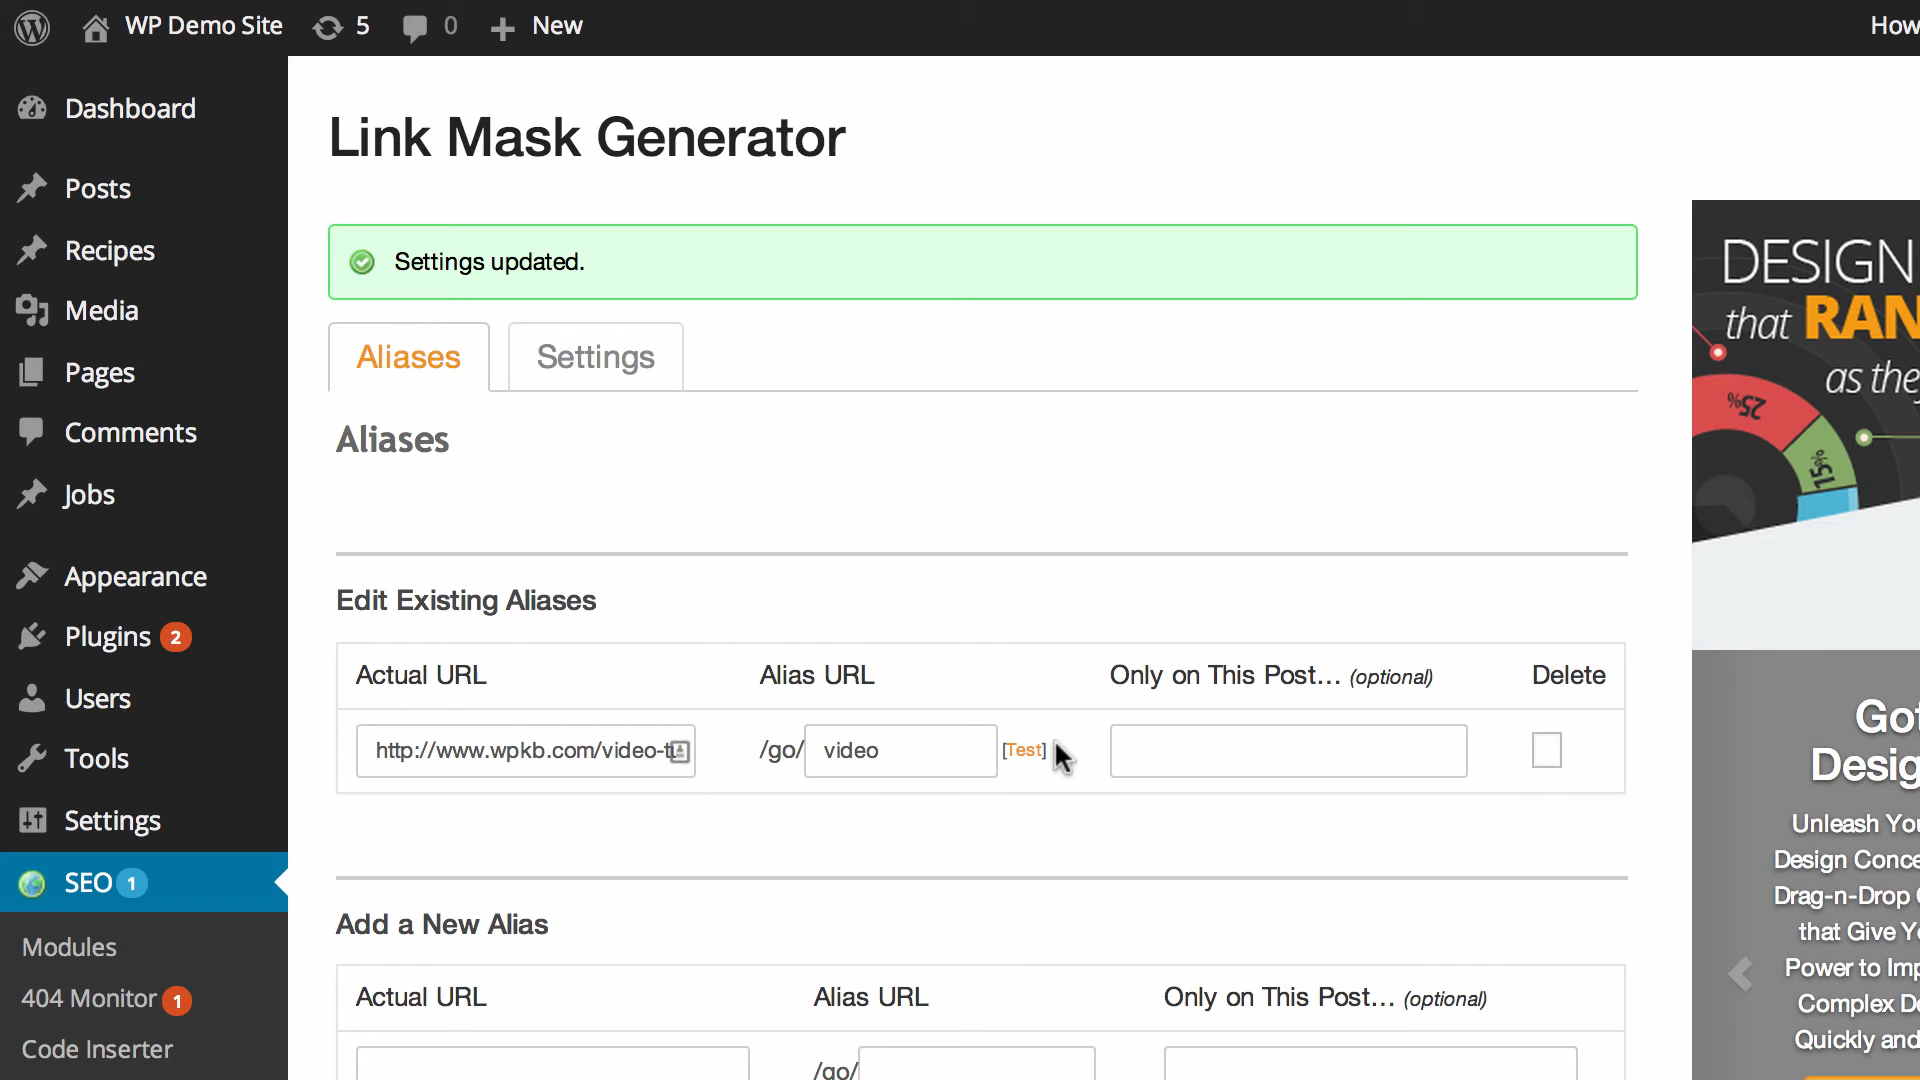 WP Demo Site 5 0 New
How
Dashboard
Posts
Recipes
Media
Pages
Comments
Jobs
Appearance
Plugins 2
Users
Tools
Settings
SEO 1
Modules
404 Monitor 1
Code Inserter
Link Mask Generator
Settings updated.
Aliases Settings
Aliases
Edit Existing Aliases
Actual URL Alias URL Only on This Post... (optional) Delete
http://www.wpkb.com/video-t /go/ video [Test]
Add a New Alias
Actual URL Alias URL Only on This Post... (optional)
/go/
DESIGN
that RAN
as they
25%
15%
Got
Desig
Unleash You
Design Conce
Drag-n-Drop
that Give Yo
Power to Imp
Complex De
Quickly and